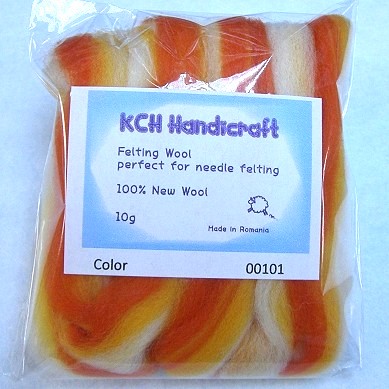 KCH Handicraft
Felting Wool
perfect for needle felting
100% New Wool
10g
Made in Romania
Color 00101